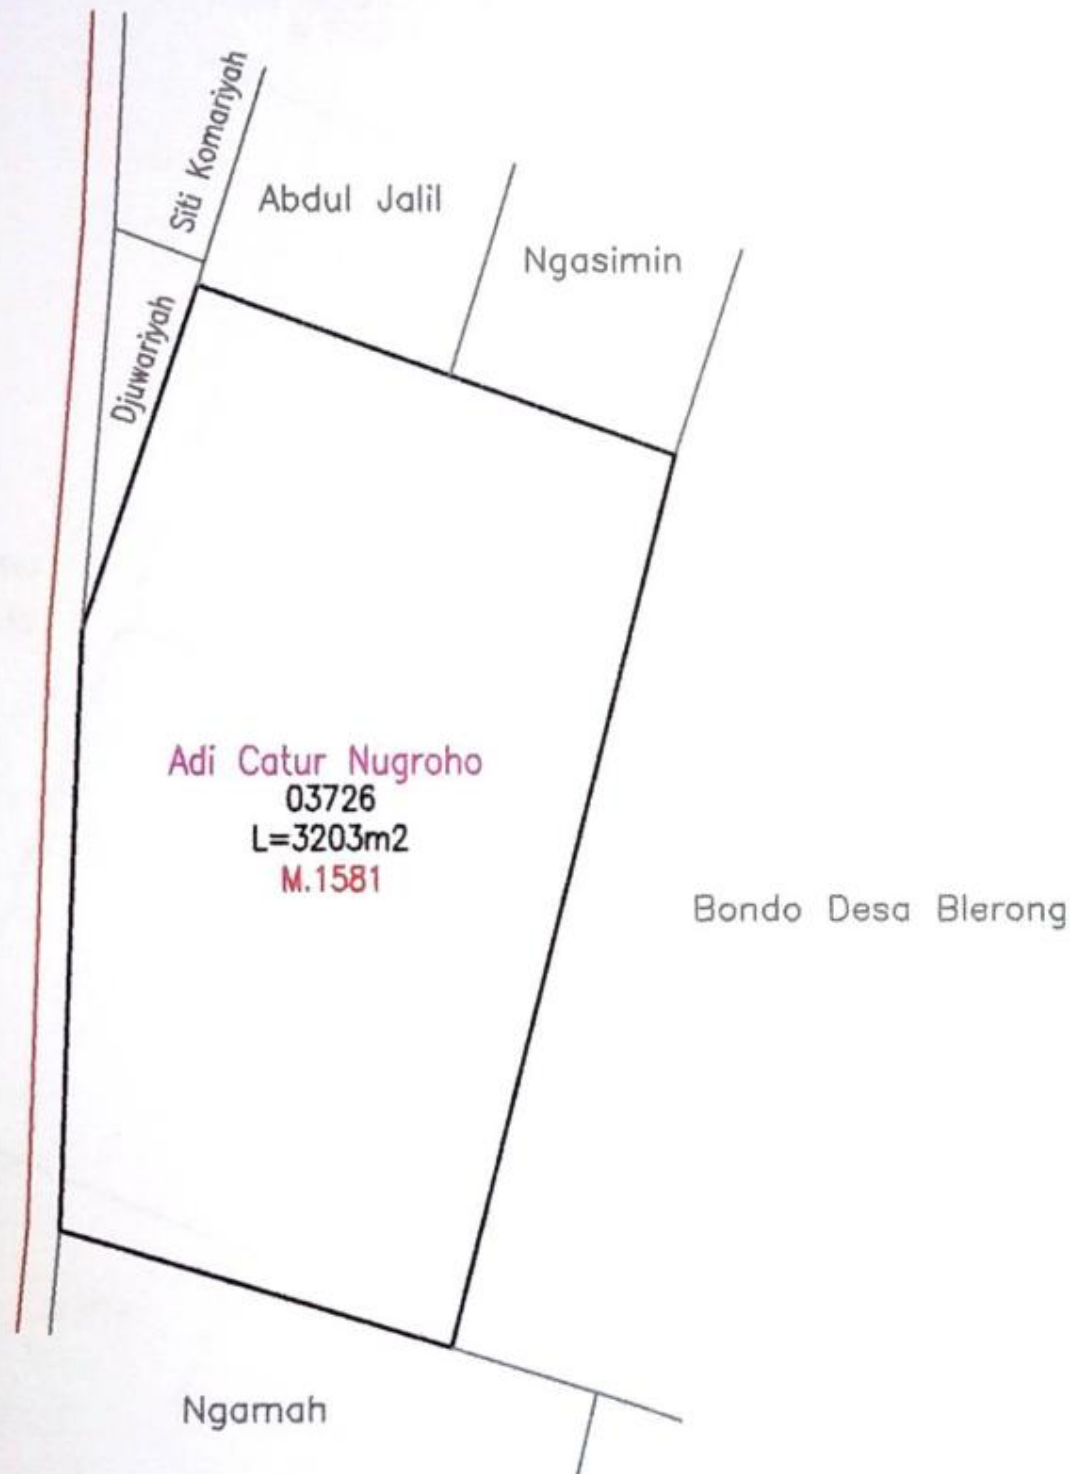 Siti Komariyah
Abdul Jalil
Ngasimin
Djuwariyah
Adi Catur Nugroho
03726
L=3203m2
M.1581
Bondo Desa Blerong
Ngamah